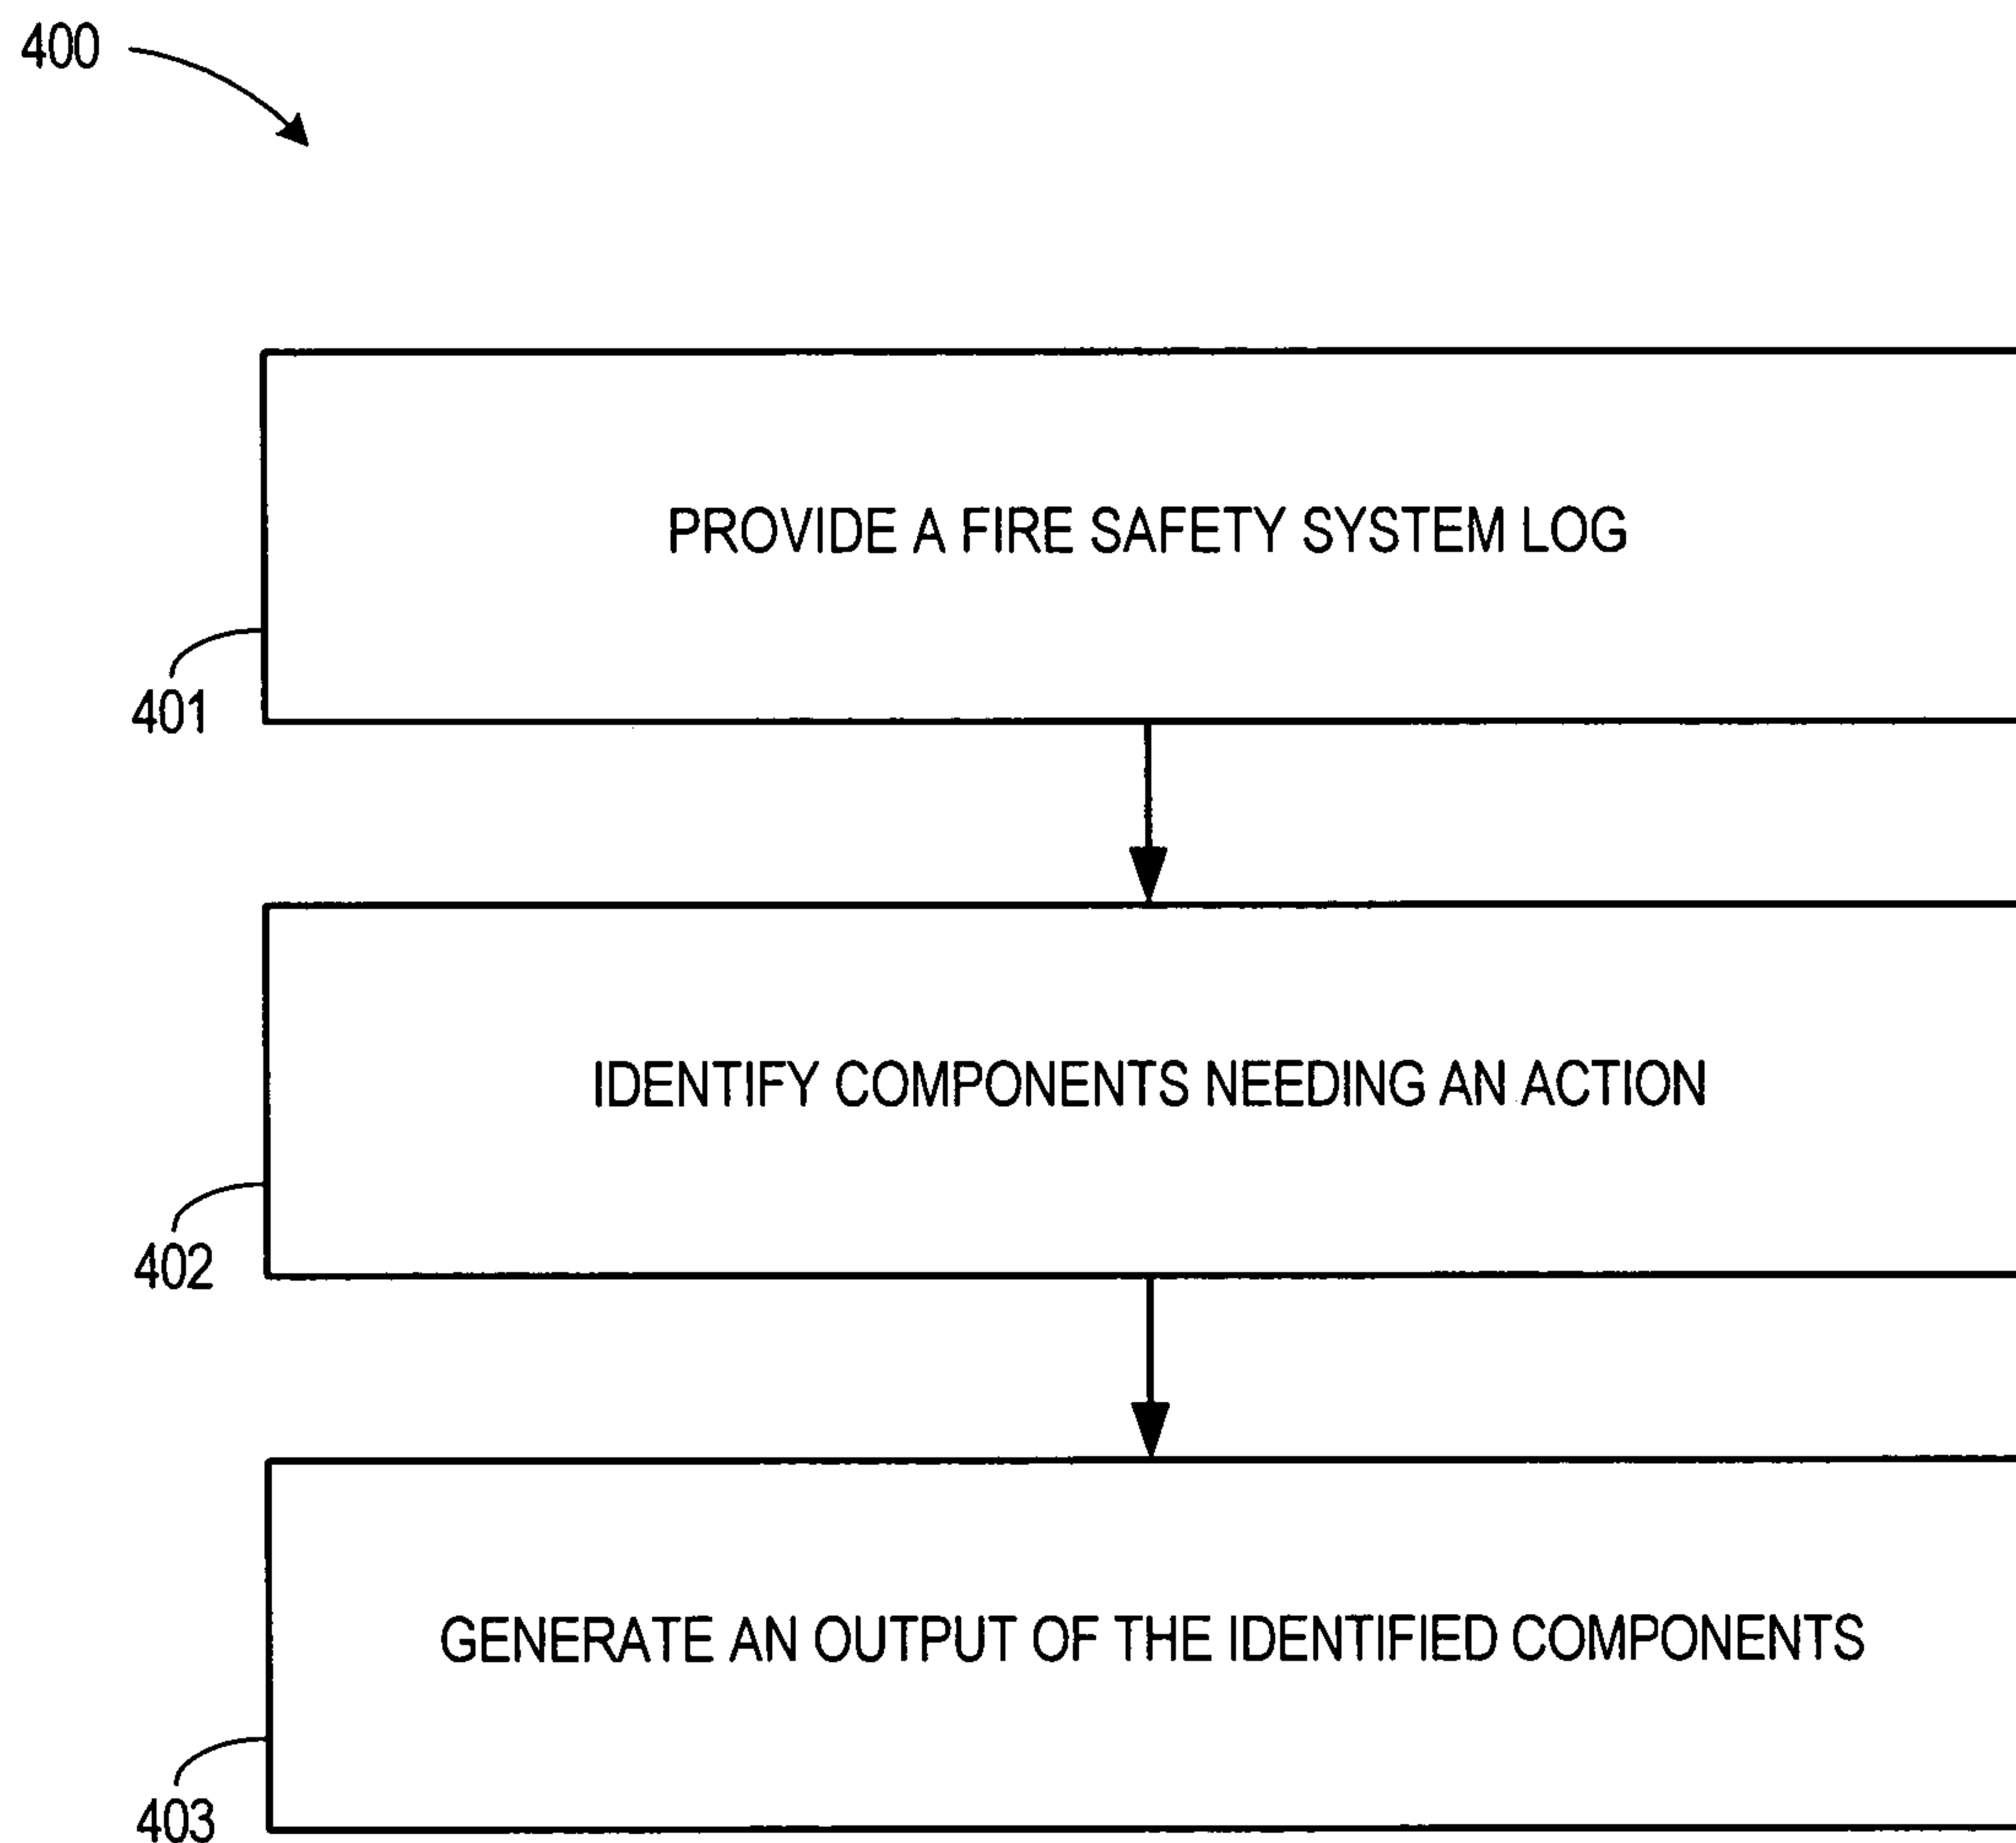 400
PROVIDE A FIRE SAFETY SYSTEM LOG
401
IDENTIFY COMPONENTS NEEDING AN ACTION
402
GENERATE AN OUTPUT OF THE IDENTIFIED COMPONENTS
403